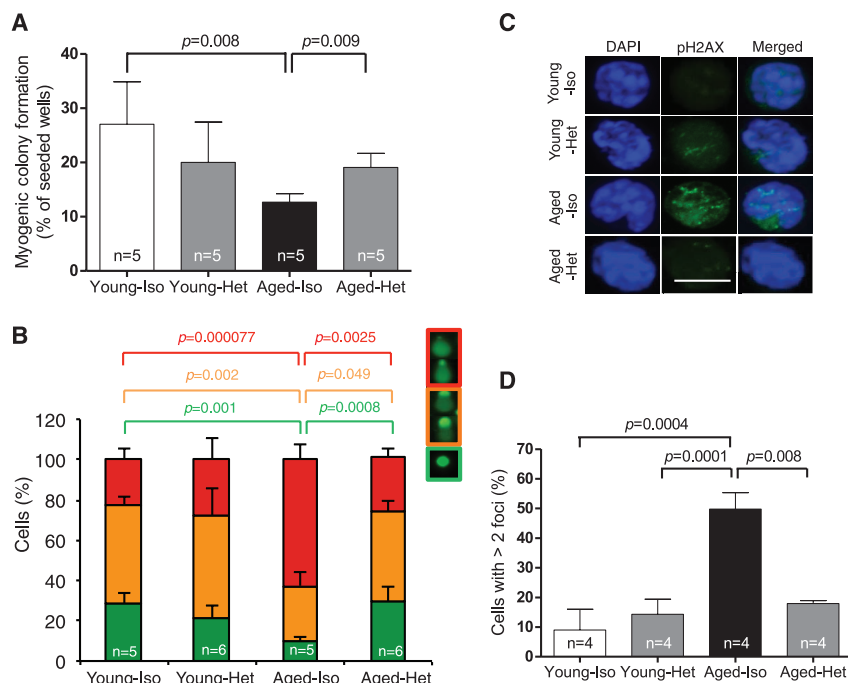 A
p=0.008
p=0.009
Myogenic colony formation
(% of seeded wells)
40
30
20
10
0
n=5
n=5
n=5
n=5
Young-Iso
Young-Het
Aged-Iso
Aged-Het
B
p=0.000077
p=0.0025
p=0.002
p=0.049
p=0.001
p=0.0008
Cells (%)
120
100
80
60
40
20
0
n=5
n=6
n=5
n=6
Young-Iso
Young-Het
Aged-Iso
Aged-Het
C
DAPI
pH2AX
Merged
Young
-Iso
Young
-Het
Aged
-Iso
Aged
-Het
D
p=0.0004
p=0.0001
p=0.008
Cells with > 2 foci (%)
70
60
50
40
30
20
10
0
n=4
n=4
n=4
n=4
Young-Iso
Young-Het
Aged-Iso
Aged-Het